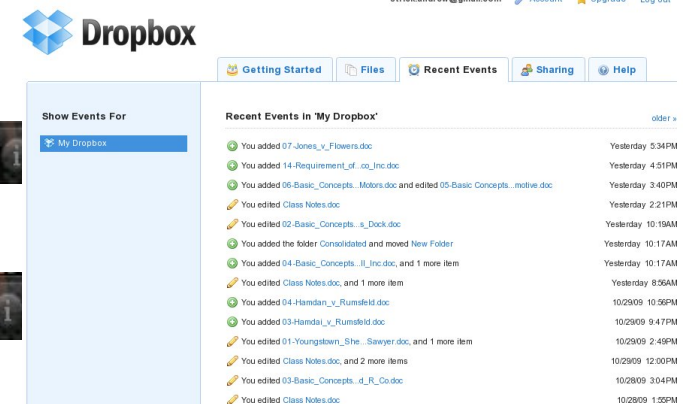 Account Upgrade Log out
Dropbox
Getting Started Files Recent Events Sharing Help
Show Events For
My Dropbox
Recent Events in 'My Dropbox' older »
You added 07-Jones_v_Flowers.doc Yesterday 5:34PM
You added 14-Requirement_of...co_Inc.doc Yesterday 4:51PM
You added 06-Basic_Concepts...Motors.doc and edited 05-Basic Concepts...motive.doc Yesterday 3:40PM
You edited Class Notes.doc Yesterday 2:21PM
You edited 02-Basic_Concepts...s_Dock.doc Yesterday 10:19AM
You added the folder Consolidated and moved New Folder Yesterday 10:17AM
You added 04-Basic_Concepts...ll_Inc.doc, and 1 more item Yesterday 10:17AM
You edited Class Notes.doc, and 1 more item Yesterday 8:56AM
You added 04-Hamdan_v_Rumsfeld.doc 10/29/09 10:56PM
You added 03-Hamdai_v_Rumsfeld.doc 10/29/09 9:47PM
You edited 01-Youngstown_She...Sawyer.doc, and 1 more item 10/29/09 2:49PM
You edited Class Notes.doc, and 2 more items 10/29/09 12:00PM
You edited 03-Basic_Concepts...d_R_Co.doc 10/28/09 3:04PM
You edited Class Notes.doc 10/28/09 1:55PM